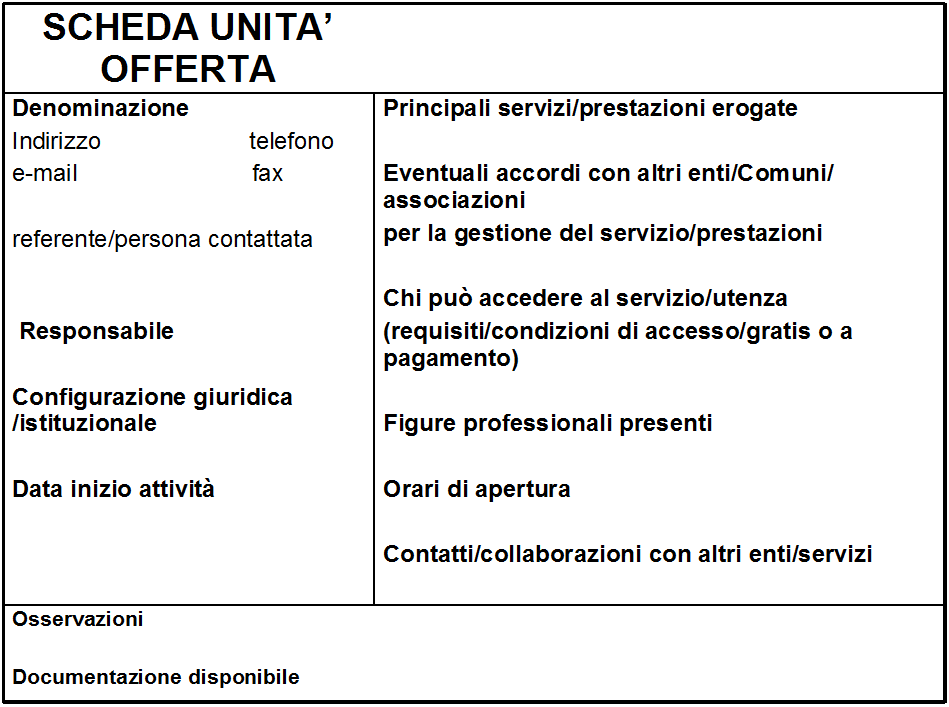 SCHEDA UNITA’
OFFERTA
Denominazione
Indirizzo telefono
e-mail fax
referente/persona contattata
Responsabile
Configurazione giuridica
/istituzionale
Data inizio attività
Principali servizi/prestazioni erogate
Eventuali accordi con altri enti/Comuni/
associazioni
per la gestione del servizio/prestazioni
Chi può accedere al servizio/utenza
(requisiti/condizioni di accesso/gratis o a
pagamento)
Figure professionali presenti
Orari di apertura
Contatti/collaborazioni con altri enti/servizi
Osservazioni
Documentazione disponibile